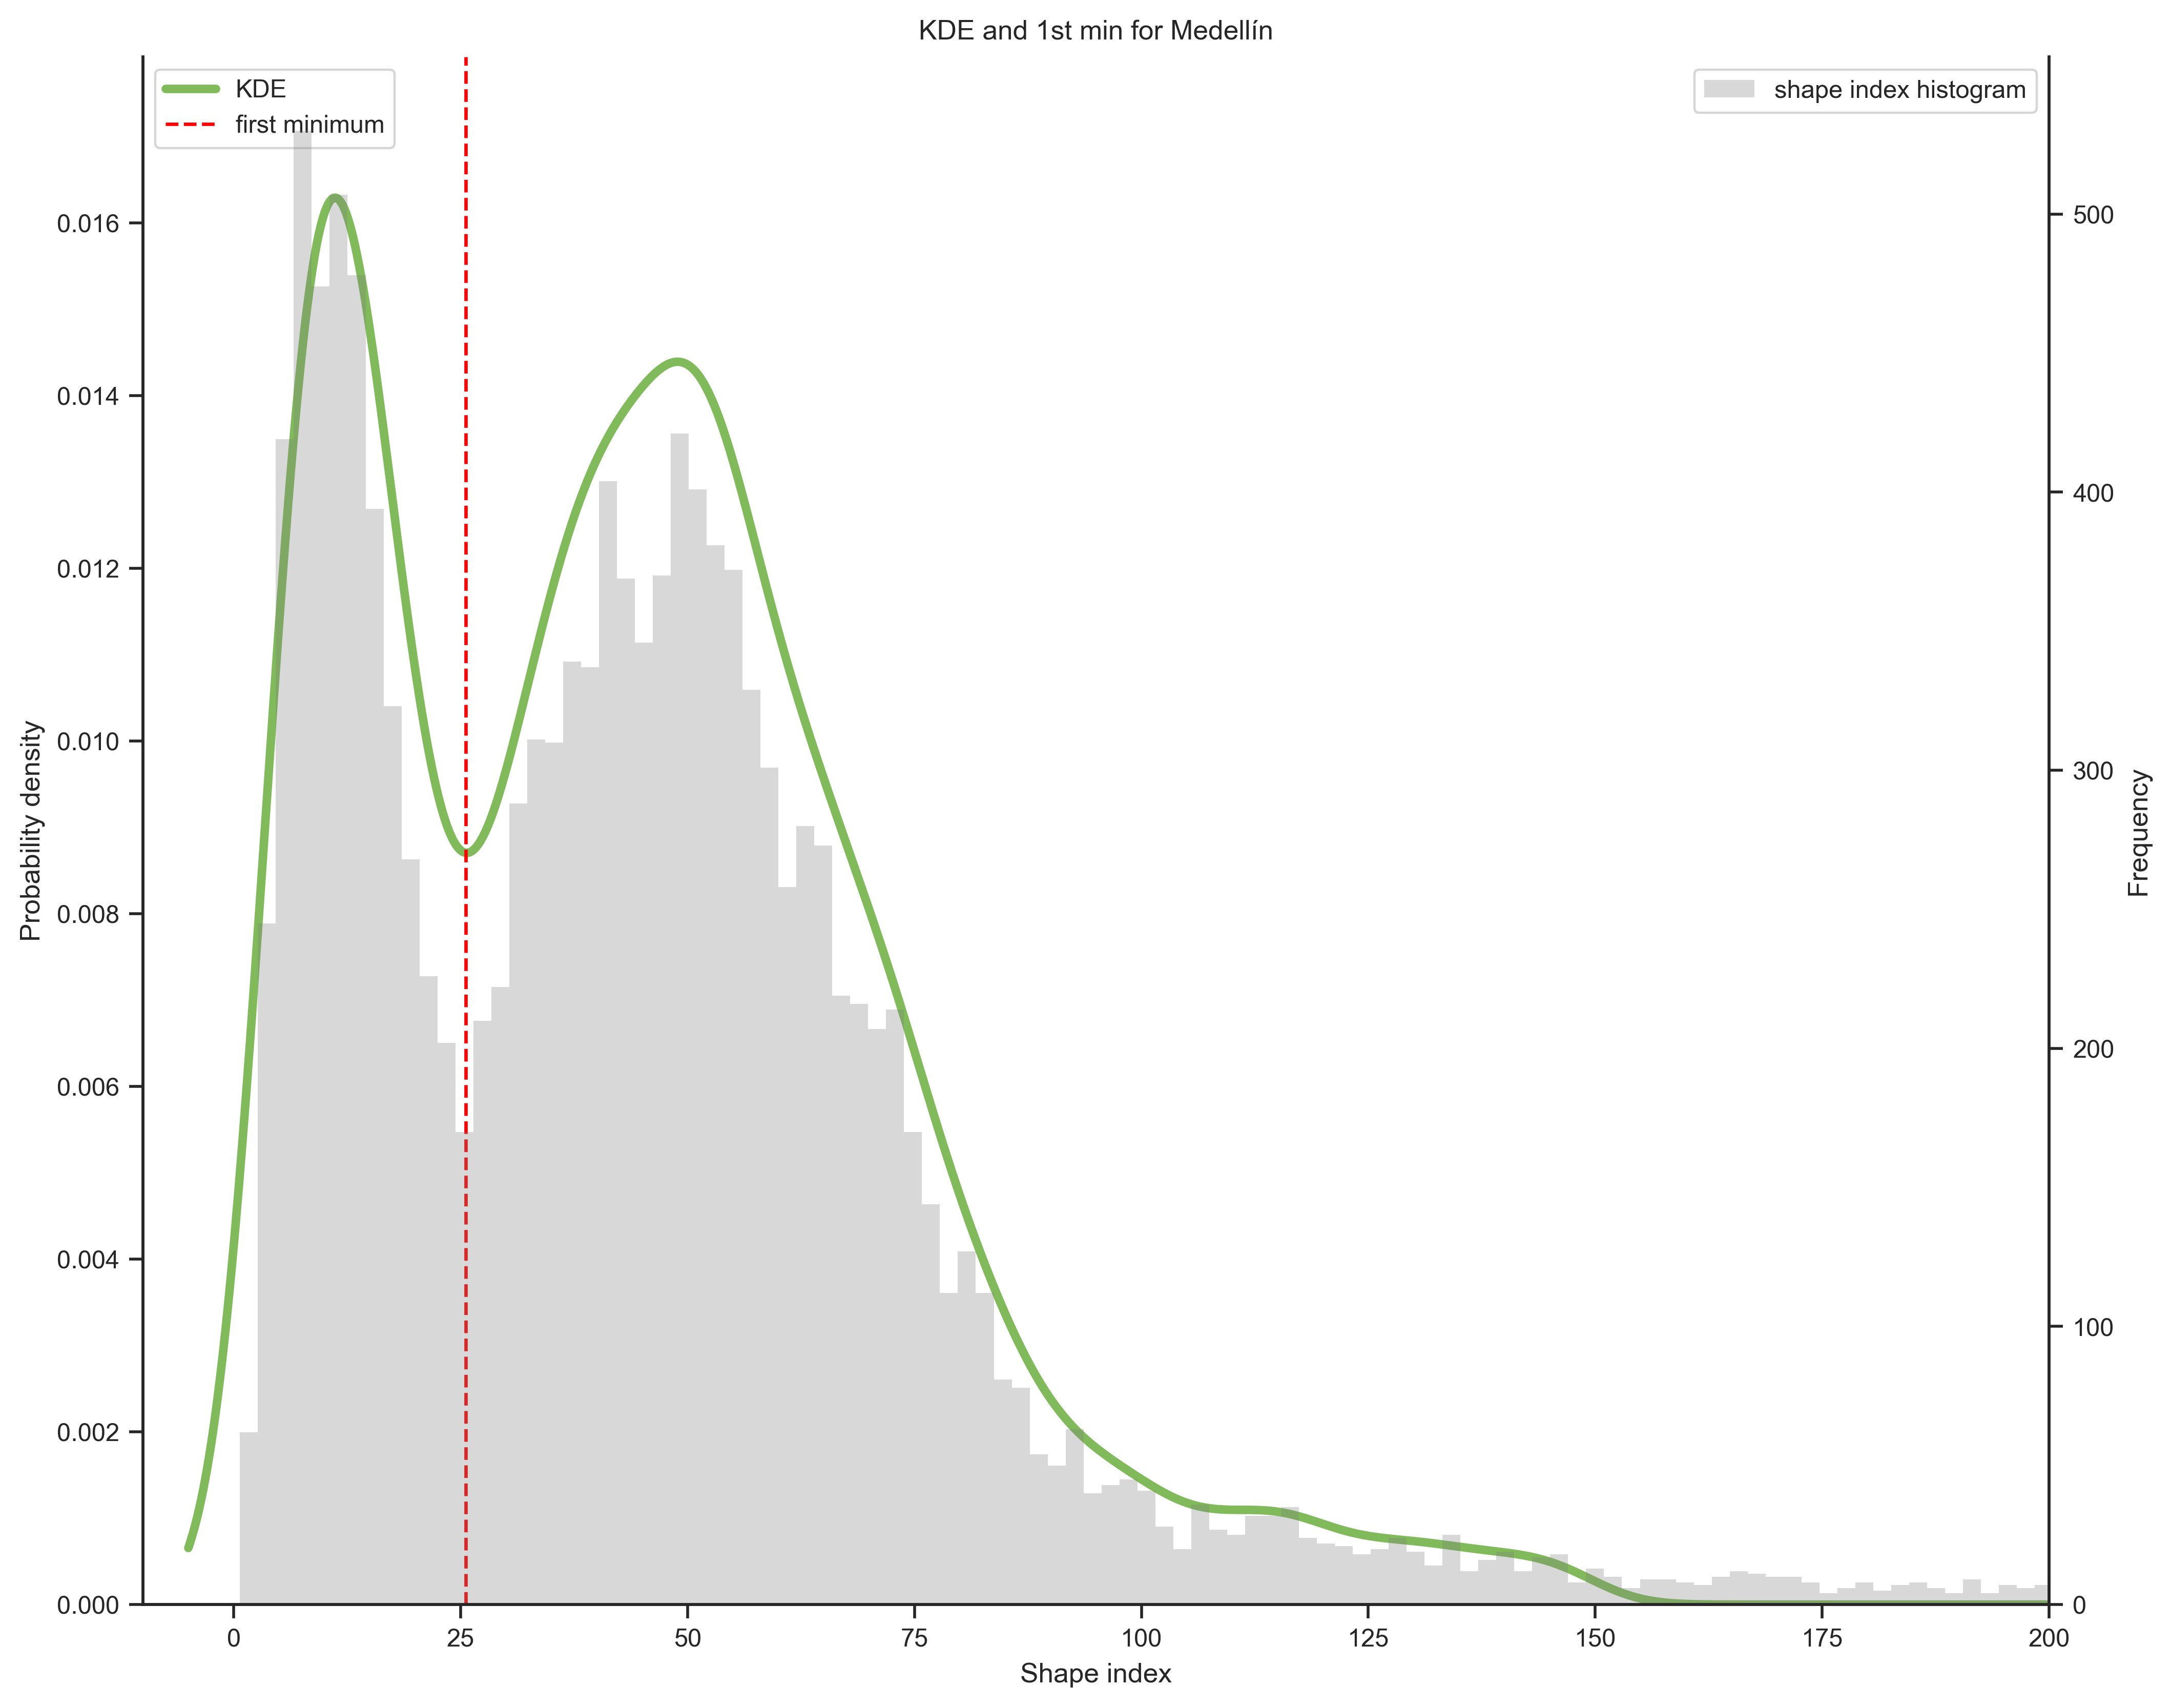 KDE and 1st min for Medellín
KDE
first minimum
shape index histogram
Probability density
0.016
0.014
0.012
0.010
0.008
0.006
0.004
0.002
0.000
500
400
300
200
100
0
Frequency
0 25 50 75 100 125 150 175 200
Shape index